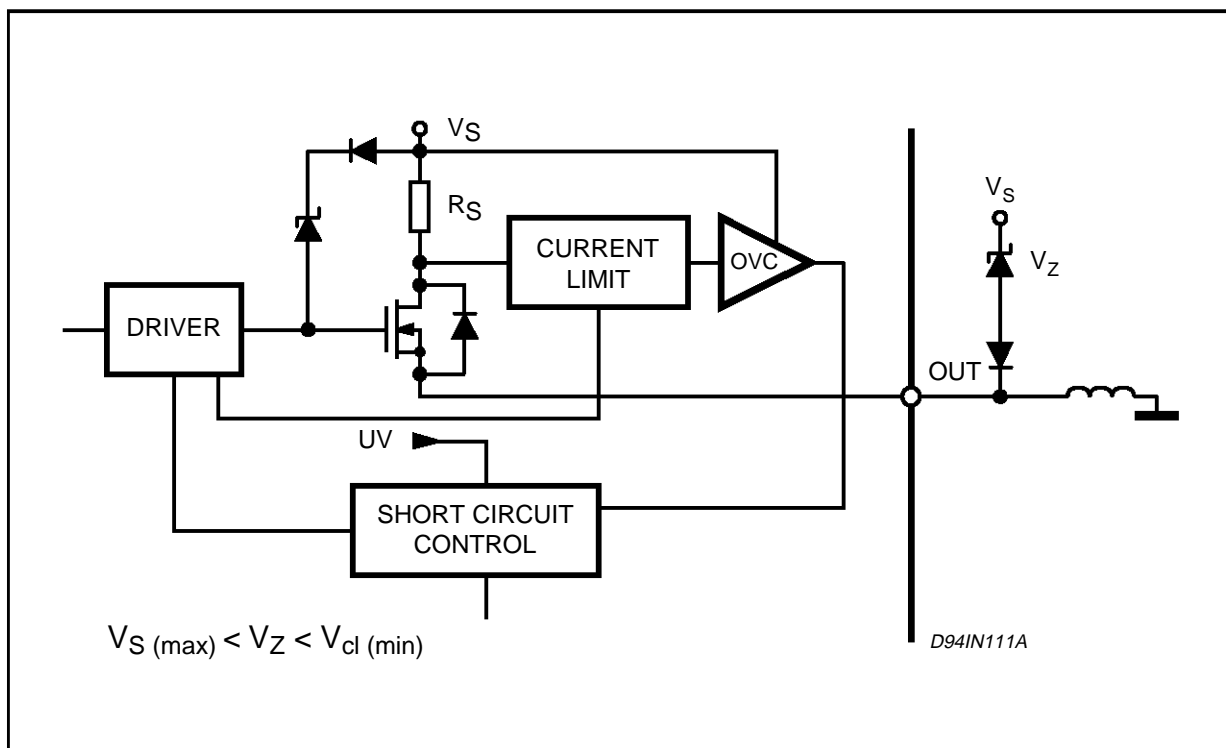 VS
RS
CURRENT
LIMIT
OVC
DRIVER
VS
VZ
OUT
UV
SHORT CIRCUIT
CONTROL
VS (max) < VZ < Vcl (min)
D94IN111A